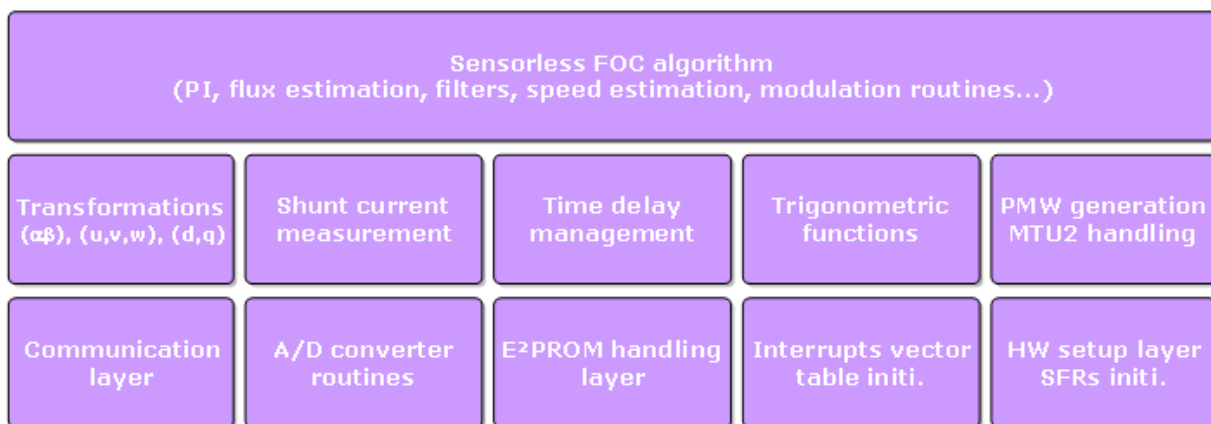 Sensorless FOC algorithm
(PI, flux estimation, filters, speed estimation, modulation routines...)
Transformations
(αβ), (u,v,w), (d,q)
Shunt current
measurement
Time delay
management
Trigonometric
functions
PMW generation
MTU2 handling
Communication
layer
A/D converter
routines
E²PROM handling
layer
Interrupts vector
table initi.
HW setup layer
SFRs initi.